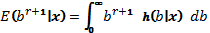 E(b^{r+1}|x) = ∫_0^∞ b^{r+1} h(b|x) db